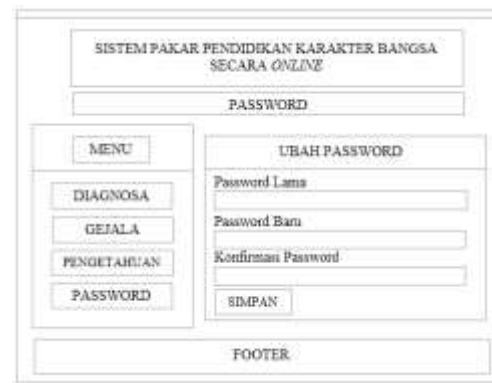 SISTEM PAKAR PENDIDIKAN KARAKTER BANGSA
SECARA ONLINE
PASSWORD
MENU
DIAGNOSA
GEJALA
PENGETAHUAN
PASSWORD
UBAH PASSWORD
Password Lama
Password Baru
Konfirmasi Password
SIMPAN
FOOTER